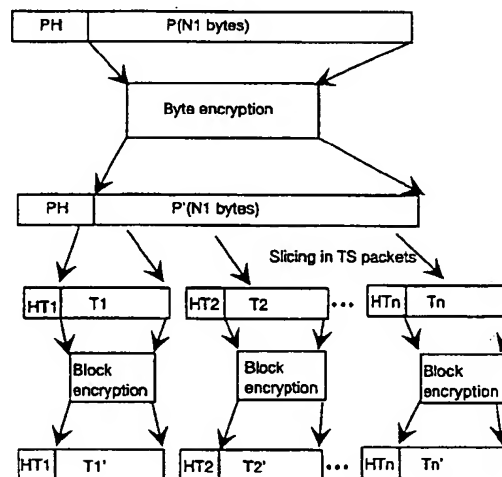 PH P(N1 bytes)
Byte encryption
PH P'(N1 bytes)
Slicing in TS packets
HT1 T1 HT2 T2 ... HTn Tn
Block encryption Block encryption Block encryption
HT1 T1' HT2 T2' ... HTn Tn'